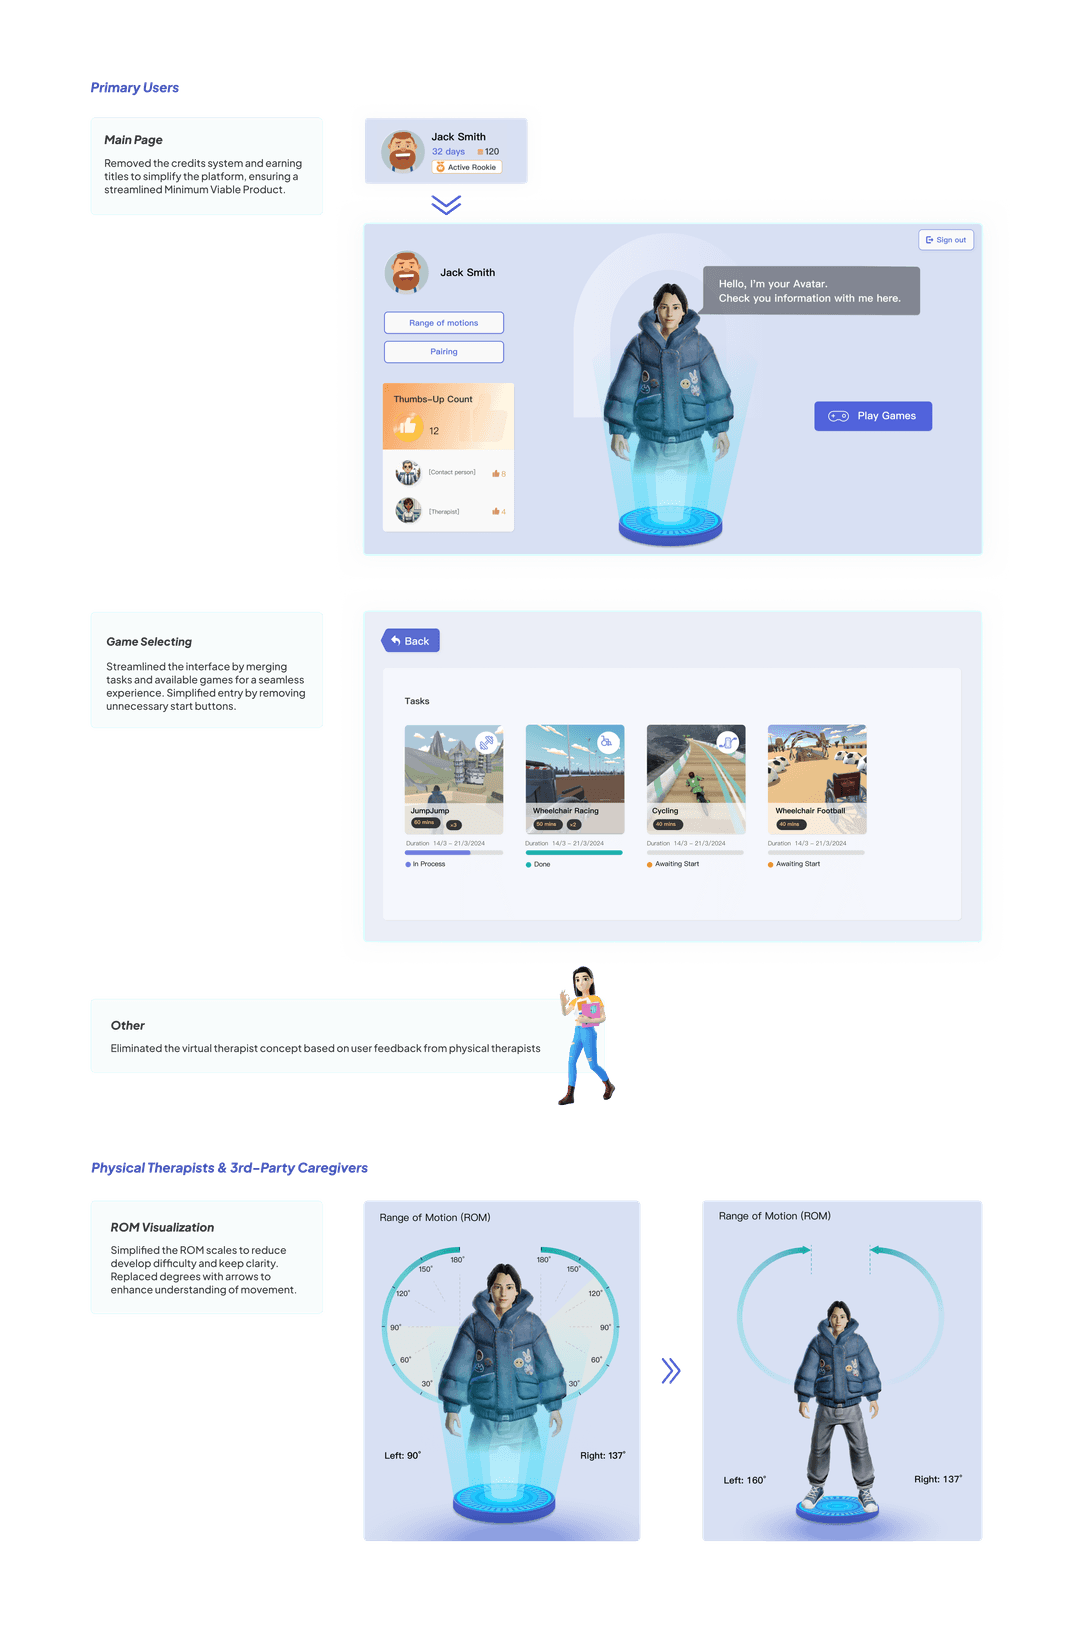 Primary Users
Main Page
Removed the credits system and earning
titles to simplify the platform, ensuring a
streamlined Minimum Viable Product.
Jack Smith
32 days 120
Active Rookie
Sign out
Jack Smith
Hello, I'm your Avatar.
Check you information with me here.
Range of motions
Pairing
Thumbs-Up Count
12
Play Games
[Contact person] 8
[Therapist] 4
Game Selecting
Streamlined the interface by merging
tasks and available games for a seamless
experience. Simplified entry by removing
unnecessary start buttons.
Back
Tasks
JumpJump
60 mins ×3
Duration 14/3 ~ 21/3/2024
In Process
Wheelchair Racing
50 mins ×2
Duration 14/3 ~ 21/3/2024
Done
Cycling
40 mins
Duration 14/3 ~ 21/3/2024
Awaiting Start
Wheelchair Football
40 mins
Duration 14/3 ~ 21/3/2024
Awaiting Start
Other
Eliminated the virtual therapist concept based on user feedback from physical therapists
Physical Therapists & 3rd-Party Caregivers
ROM Visualization
Simplified the ROM scales to reduce
develop difficulty and keep clarity.
Replaced degrees with arrows to
enhance understanding of movement.
Range of Motion (ROM)
180° 180°
150° 150°
120° 120°
90° 90°
60° 60°
30° 30°
Left: 90° Right: 137°
Range of Motion (ROM)
Left: 160° Right: 137°